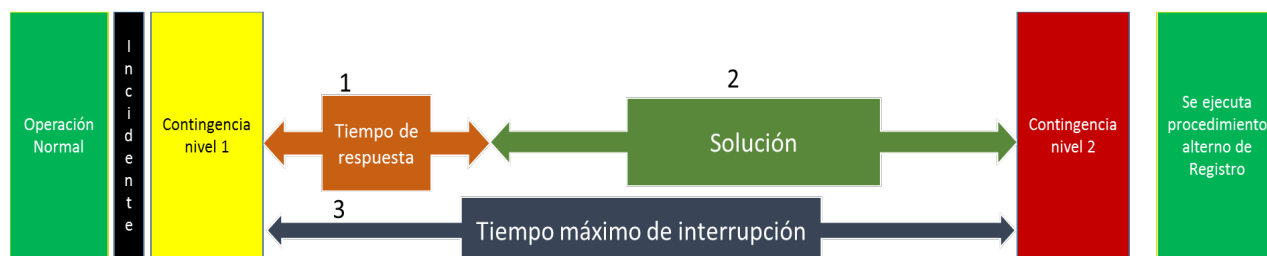 Operación
Normal
Incidente
Contingencia
nivel 1
1
Tiempo de
respuesta
2
Solución
3
Tiempo máximo de interrupción
Contingencia
nivel 2
Se ejecuta
procedimiento
alterno de
Registro